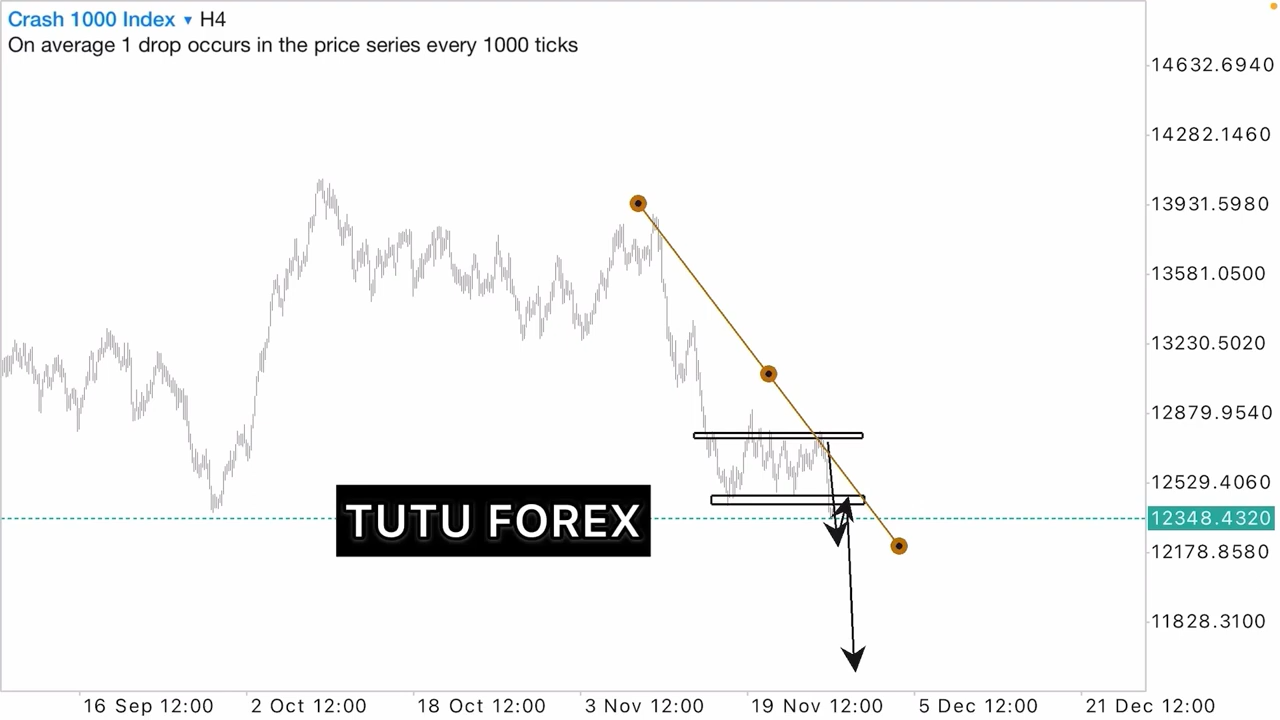 Crash 1000 Index ▾ H4
On average 1 drop occurs in the price series every 1000 ticks
14632.6940
14282.1460
13931.5980
13581.0500
13230.5020
12879.9540
12529.4060
TUTU FOREX
12348.4320
12178.8580
11828.3100
16 Sep 12:00 2 Oct 12:00 18 Oct 12:00 3 Nov 12:00 19 Nov 12:00 5 Dec 12:00 21 Dec 12:00